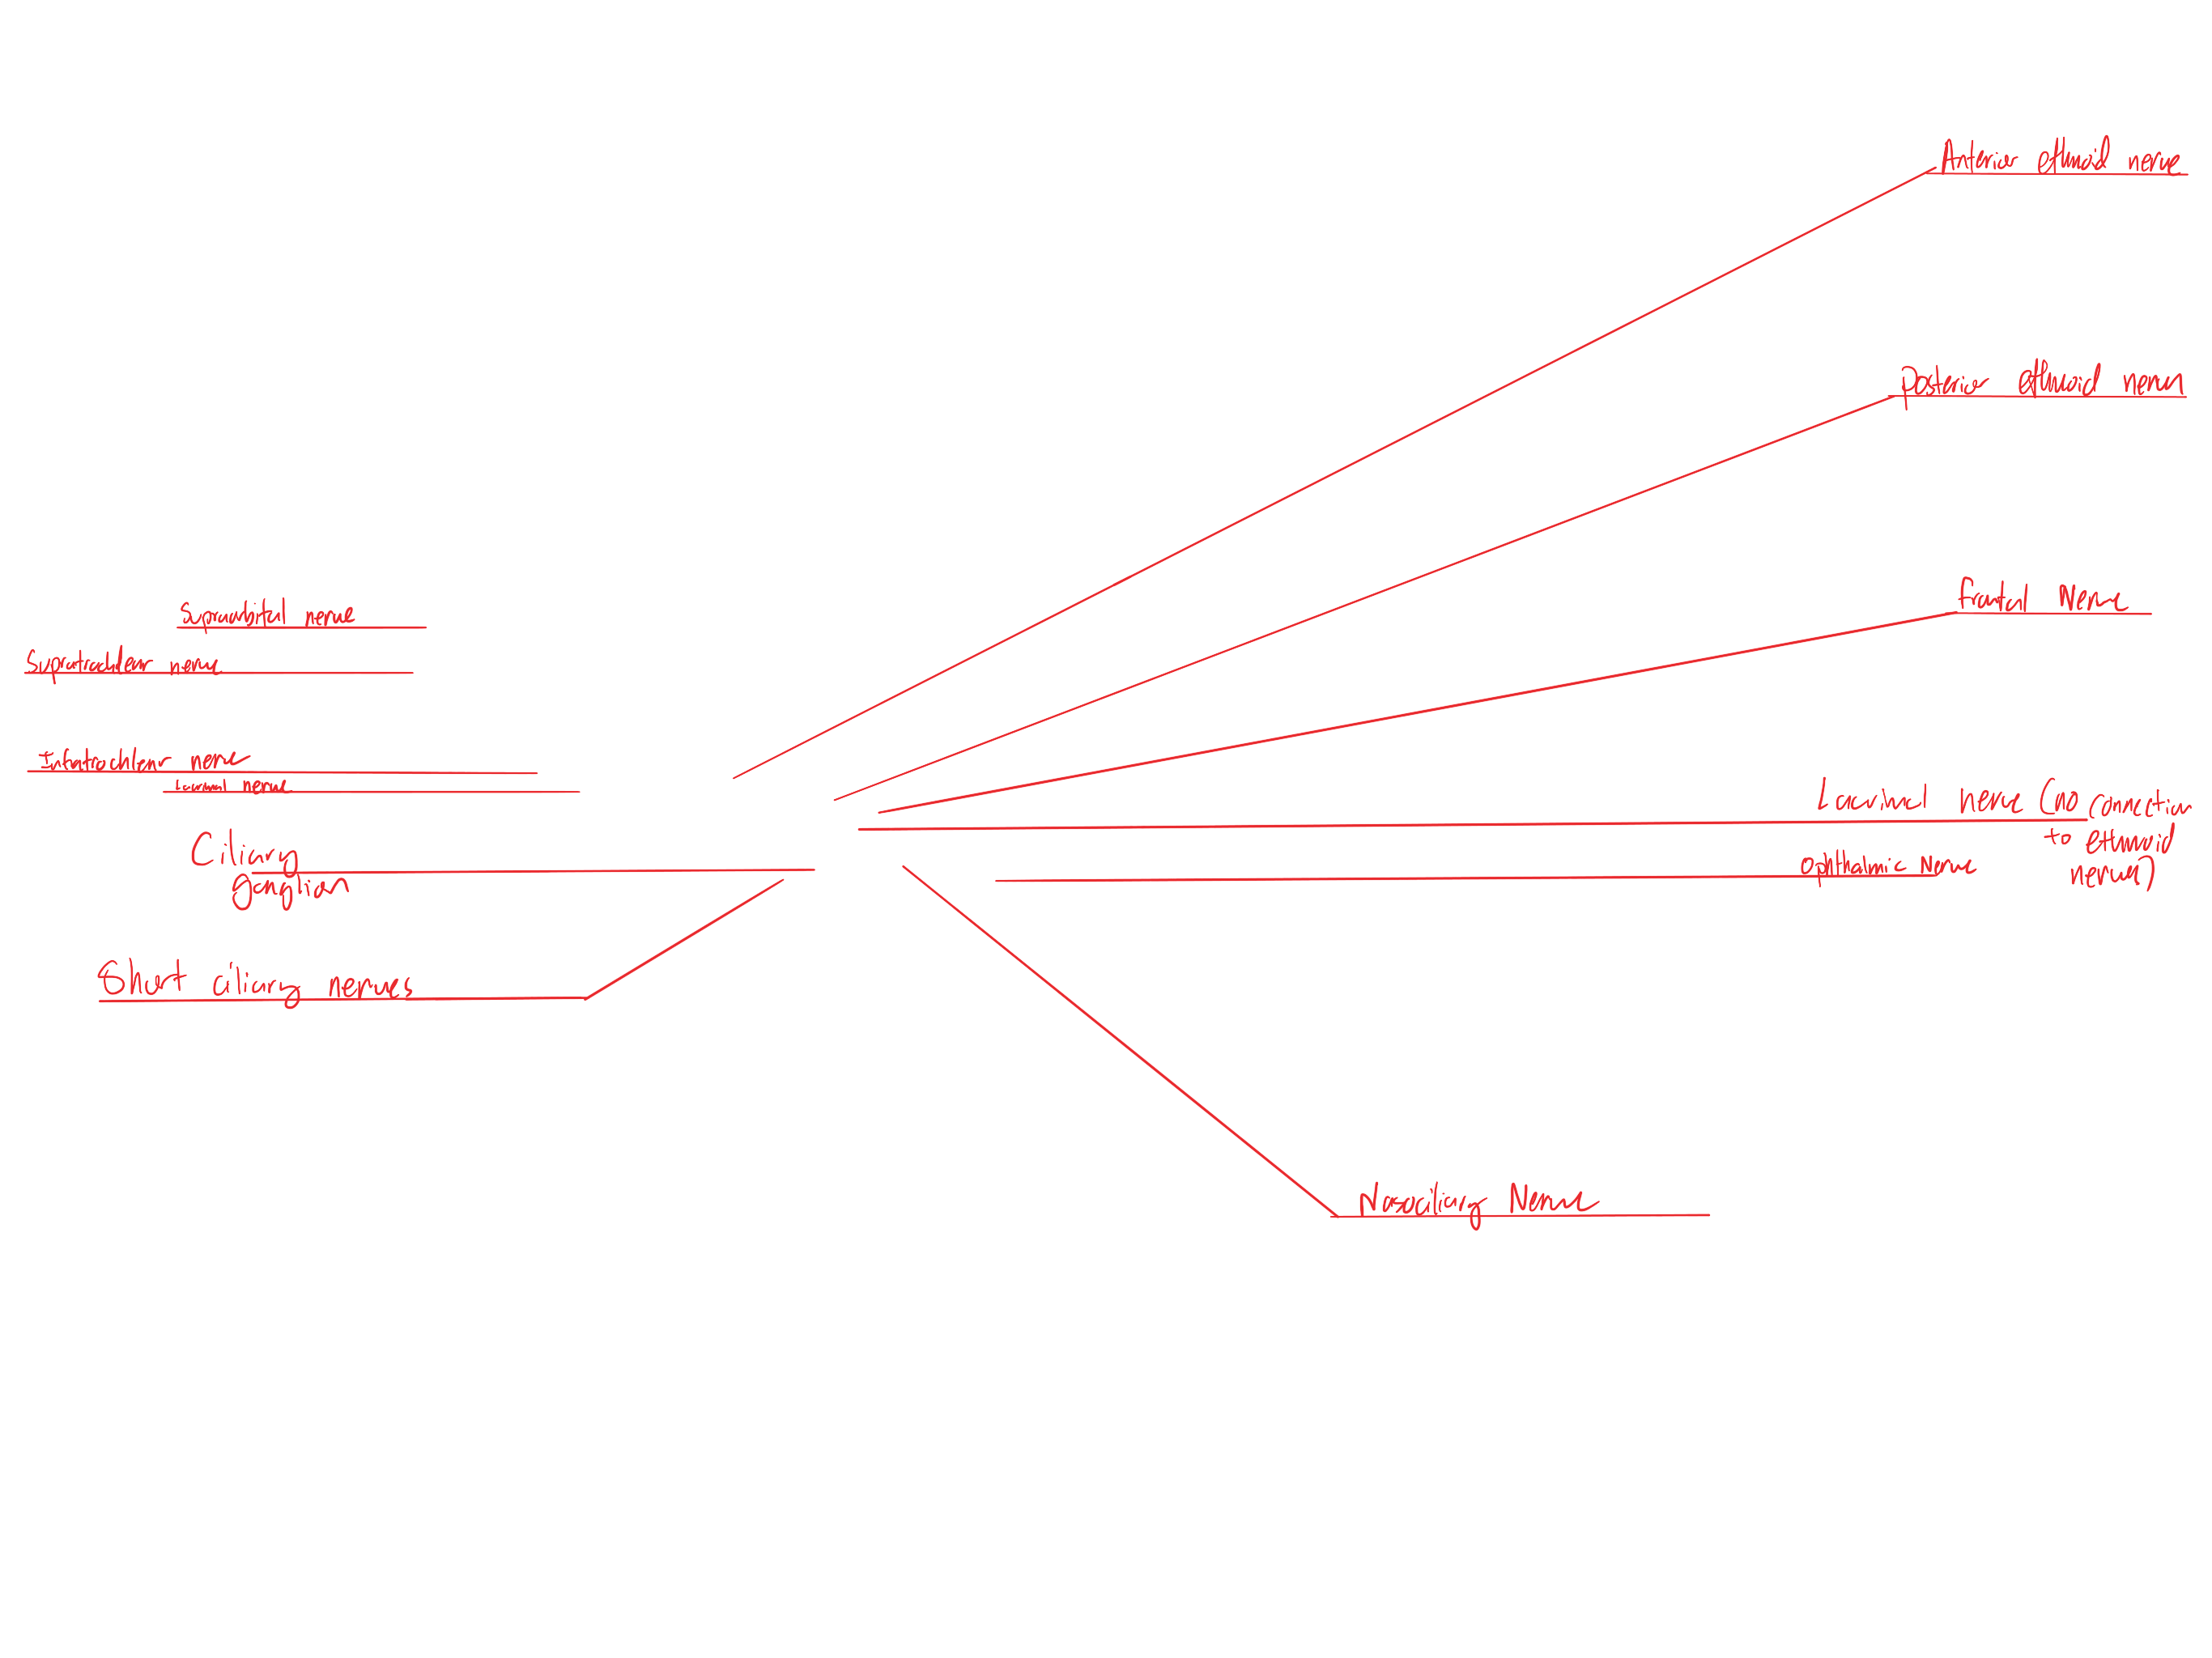 Anterior ethmoid nerve
Posterior ethmoid nerve
Frontal Nerve
Supraorbital nerve
Supratrochlear nerve
Infratrochlear nerve
Lacrimal nerve
Ciliary
ganglion
Short ciliary nerves
Lacrimal nerve (no connection
to ethmoid
nerve)
Ophthalmic Nerve
Nasociliary Nerve